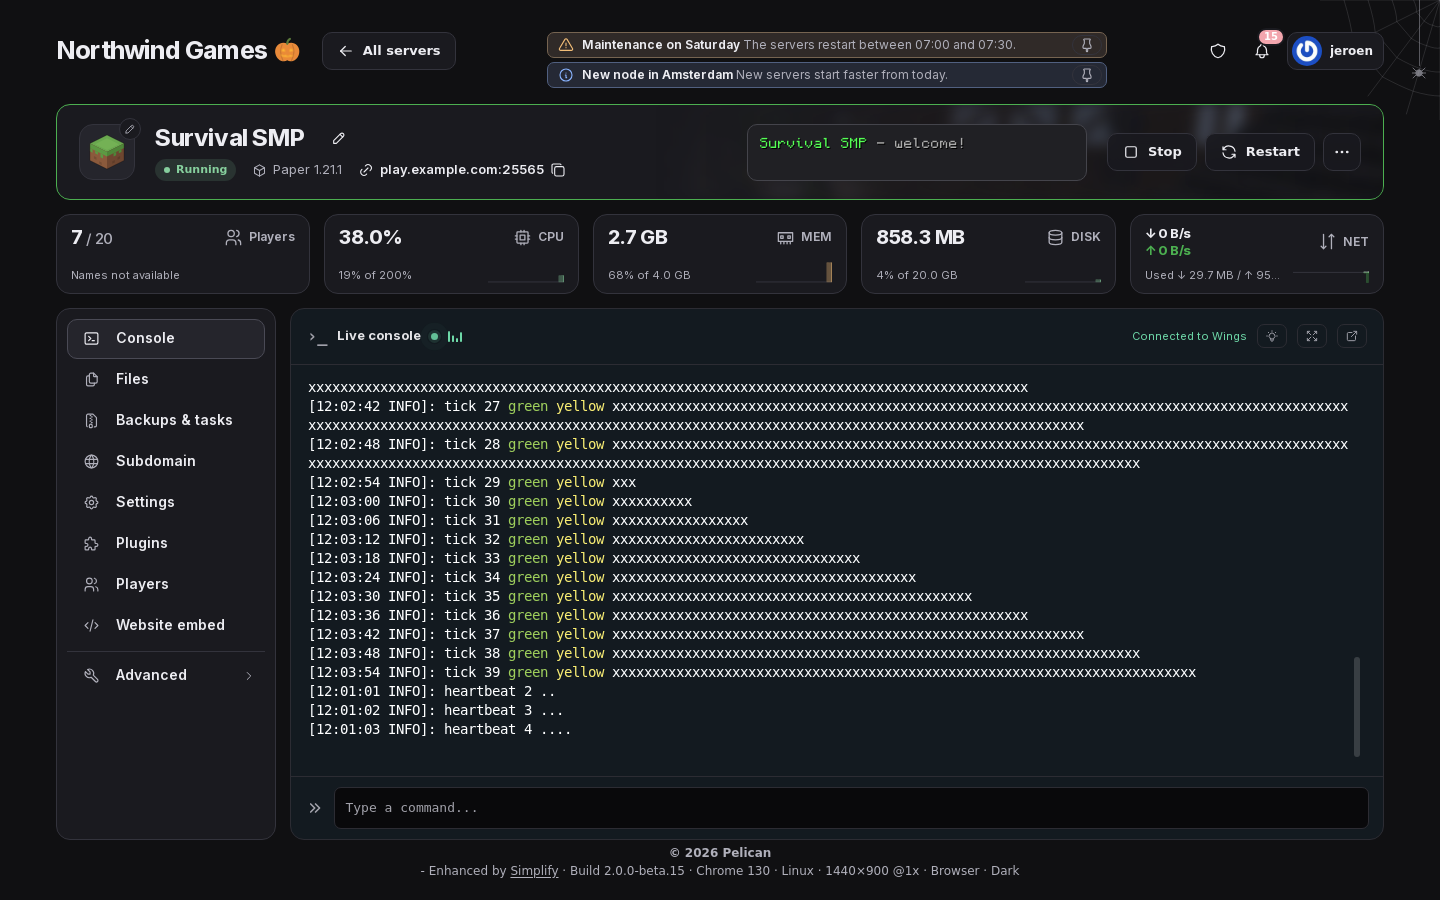 Northwind Games
All servers
Maintenance on Saturday The servers restart between 07:00 and 07:30.
New node in Amsterdam New servers start faster from today.
15
jeroen
Survival SMP
Running
Paper 1.21.1
play.example.com:25565
Survival SMP - welcome!
Stop
Restart
7 / 20
Players
Names not available
38.0%
CPU
19% of 200%
2.7 GB
MEM
68% of 4.0 GB
858.3 MB
DISK
4% of 20.0 GB
↓ 0 B/s
↑ 0 B/s
NET
Used ↓ 29.7 MB / ↑ 95...
Console
Files
Backups & tasks
Subdomain
Settings
Plugins
Players
Website embed
Advanced
Live console
Connected to Wings
xxxxxxxxxxxxxxxxxxxxxxxxxxxxxxxxxxxxxxxxxxxxxxxxxxxxxxxxxxxxxxxxxxxxxxxxxxxxxxxxxxxxxxxxxx
[12:02:42 INFO]: tick 27 green yellow xxxxxxxxxxxxxxxxxxxxxxxxxxxxxxxxxxxxxxxxxxxxxxxxxxxxxxxxxxxxxxxxxxxxxxxxxxxxxxxxxxxxxxxxxxxx
xxxxxxxxxxxxxxxxxxxxxxxxxxxxxxxxxxxxxxxxxxxxxxxxxxxxxxxxxxxxxxxxxxxxxxxxxxxxxxxxxxxxxxxxxxxxxxxxx
[12:02:48 INFO]: tick 28 green yellow xxxxxxxxxxxxxxxxxxxxxxxxxxxxxxxxxxxxxxxxxxxxxxxxxxxxxxxxxxxxxxxxxxxxxxxxxxxxxxxxxxxxxxxxxxxx
xxxxxxxxxxxxxxxxxxxxxxxxxxxxxxxxxxxxxxxxxxxxxxxxxxxxxxxxxxxxxxxxxxxxxxxxxxxxxxxxxxxxxxxxxxxxxxxxxxxxxxxx
[12:02:54 INFO]: tick 29 green yellow xxx
[12:03:00 INFO]: tick 30 green yellow xxxxxxxxxx
[12:03:06 INFO]: tick 31 green yellow xxxxxxxxxxxxxxxxx
[12:03:12 INFO]: tick 32 green yellow xxxxxxxxxxxxxxxxxxxxxxxx
[12:03:18 INFO]: tick 33 green yellow xxxxxxxxxxxxxxxxxxxxxxxxxxxxxxx
[12:03:24 INFO]: tick 34 green yellow xxxxxxxxxxxxxxxxxxxxxxxxxxxxxxxxxxxxxx
[12:03:30 INFO]: tick 35 green yellow xxxxxxxxxxxxxxxxxxxxxxxxxxxxxxxxxxxxxxxxxxxxx
[12:03:36 INFO]: tick 36 green yellow xxxxxxxxxxxxxxxxxxxxxxxxxxxxxxxxxxxxxxxxxxxxxxxxxxxx
[12:03:42 INFO]: tick 37 green yellow xxxxxxxxxxxxxxxxxxxxxxxxxxxxxxxxxxxxxxxxxxxxxxxxxxxxxxxxxxx
[12:03:48 INFO]: tick 38 green yellow xxxxxxxxxxxxxxxxxxxxxxxxxxxxxxxxxxxxxxxxxxxxxxxxxxxxxxxxxxxxxxxxxx
[12:03:54 INFO]: tick 39 green yellow xxxxxxxxxxxxxxxxxxxxxxxxxxxxxxxxxxxxxxxxxxxxxxxxxxxxxxxxxxxxxxxxxxxxxxxxx
[12:01:01 INFO]: heartbeat 2 ..
[12:01:02 INFO]: heartbeat 3 ...
[12:01:03 INFO]: heartbeat 4 ....
Type a command...
© 2026 Pelican
- Enhanced by Simplify · Build 2.0.0-beta.15 · Chrome 130 · Linux · 1440×900 @1x · Browser · Dark